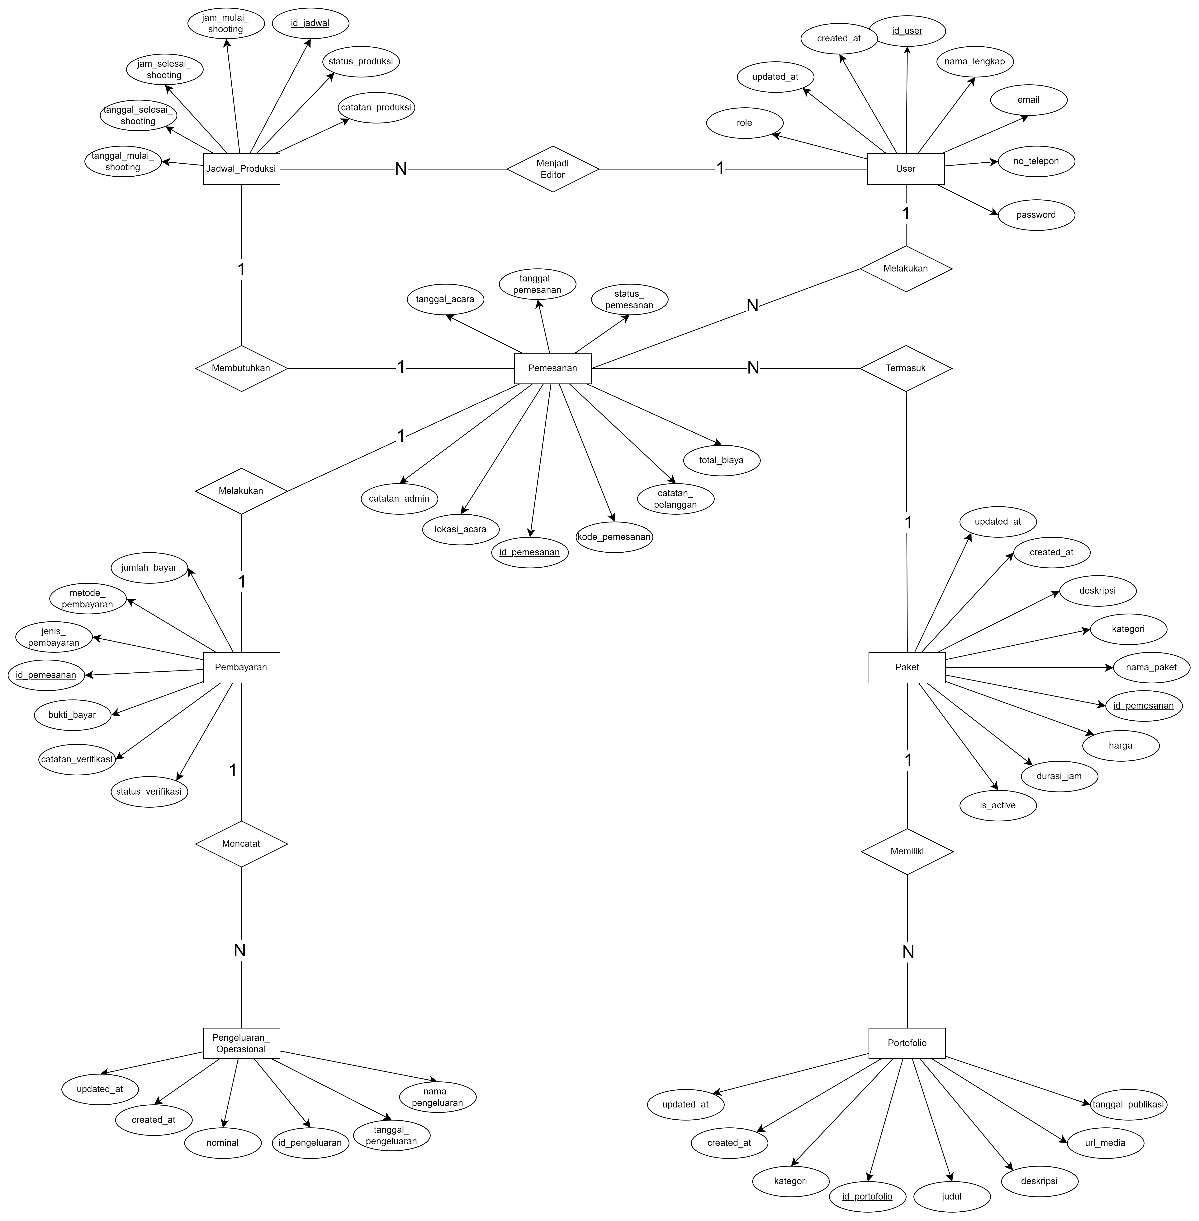 jam_mulai_
shooting
id_jadwal
jam_selesai_
shooting
status_produksi
tanggal_selesai_
shooting
catatan_produksi
tanggal_mulai_
shooting
Jadwal_Produksi
N
Menjadi
Editor
1
created_at
id_user
updated_at
nama_lengkap
role
email
no_telepon
User
password
1
Melakukan
N
1
Membutuhkan
1
tanggal_acara
tanggal_
pemesanan
status_
pemesanan
Pemesanan
N
Termasuk
1
1
Melakukan
1
catatan_admin
lokasi_acara
id_pemesanan
kode_pemesanan
catatan_
pelanggan
total_biaya
jumlah_bayar
metode_
pembayaran
jenis_
pembayaran
id_pemesanan
Pembayaran
bukti_bayar
catatan_verifikasi
status_verifikasi
updated_at
created_at
deskripsi
kategori
nama_paket
Paket
id_pemesanan
harga
durasi_jam
is_active
1
Mencatat
N
1
Memiliki
N
Pengeluaran_
Operasional
updated_at
created_at
nominal
id_pengeluaran
tanggal_
pengeluaran
nama_
pengeluaran
Portofolio
updated_at
created_at
kategori
id_portofolio
judul
deskripsi
url_media
tanggal_publikasi